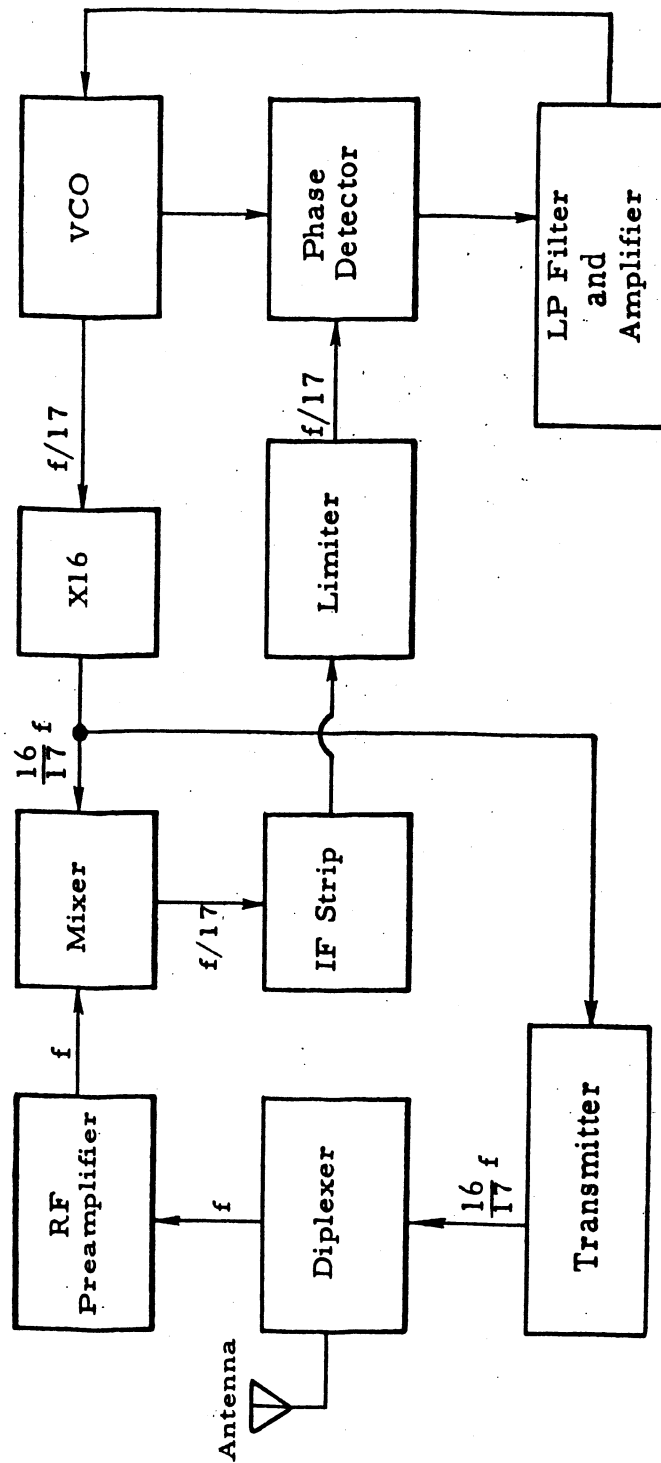 Antenna
RF
Preamplifier
f
Mixer
16
17
f
X16
f/17
VCO
f
f/17
Diplexer
IF Strip
Limiter
f/17
Phase
Detector
16
17
f
Transmitter
LP Filter
and
Amplifier